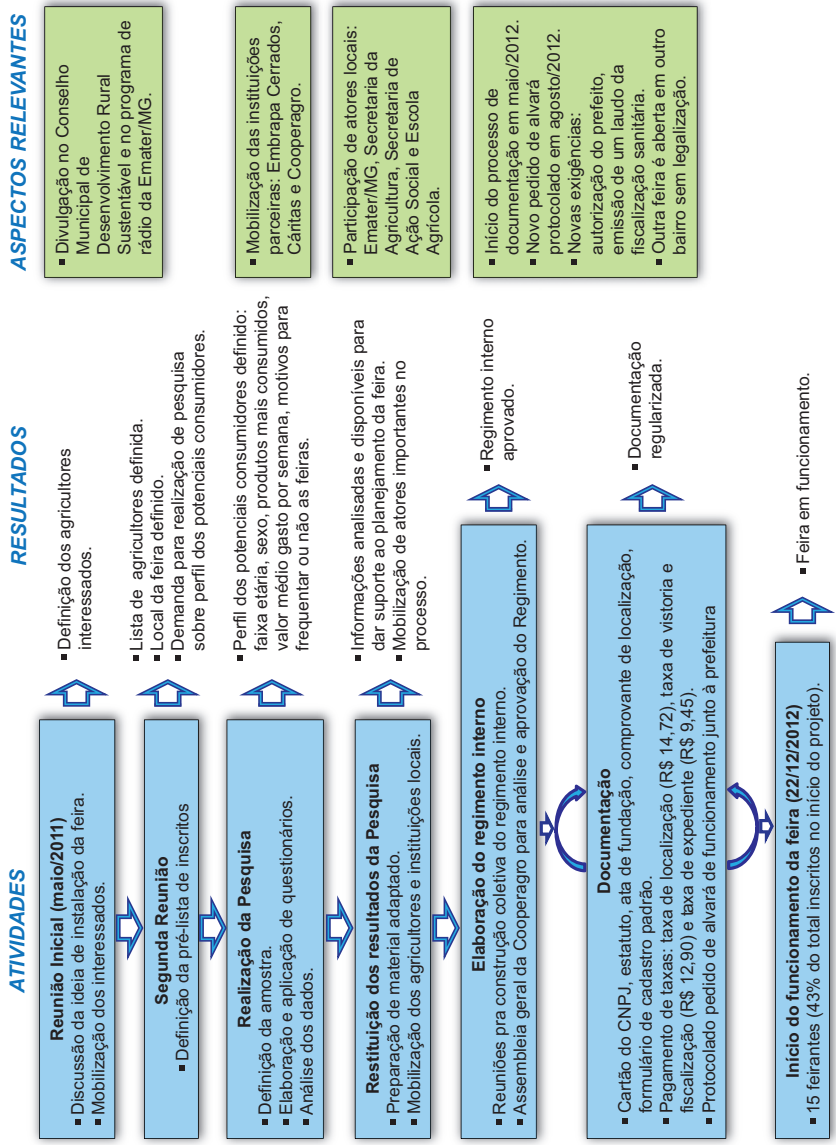 ATIVIDADES
RESULTADOS
ASPECTOS RELEVANTES
Reunião Inicial (maio/2011)
▪ Discussão da ideia de instalação da feira.
▪ Mobilização dos interessados.
▪ Definição dos agricultores
interessados.
▪ Divulgação no Conselho
Municipal de
Desenvolvimento Rural
Sustentável e no programa de
rádio da Emater/MG.
Segunda Reunião
▪ Definição da pré-lista de inscritos
▪ Lista de agricultores definida.
▪ Local da feira definido.
▪ Demanda para realização de pesquisa
sobre perfil dos potenciais consumidores.
Realização da Pesquisa
▪ Definição da amostra.
▪ Elaboração e aplicação de questionários.
▪ Análise dos dados.
▪ Perfil dos potenciais consumidores definido:
faixa etária, sexo, produtos mais consumidos,
valor médio gasto por semana, motivos para
frequentar ou não as feiras.
▪ Mobilização das instituições
parceiras: Embrapa Cerrados,
Cáritas e Cooperagro.
Restituição dos resultados da Pesquisa
▪ Preparação de material adaptado.
▪ Mobilização dos agricultores e instituições locais.
▪ Informações analisadas e disponíveis para
dar suporte ao planejamento da feira.
▪ Mobilização de atores importantes no
processo.
▪ Participação de atores locais:
Emater/MG, Secretaria da
Agricultura, Secretaria de
Ação Social e Escola
Agrícola.
Elaboração do regimento interno
▪ Reuniões pra construção coletiva do regimento interno.
▪ Assembleia geral da Cooperagro para análise e aprovação do Regimento.
▪ Regimento interno
aprovado.
▪ Início do processo de
documentação em maio/2012.
▪ Novo pedido de alvará
protocolado em agosto/2012.
▪ Novas exigências:
autorização do prefeito,
emissão de um laudo da
fiscalização sanitária.
▪ Outra feira é aberta em outro
bairro sem legalização.
Documentação
▪ Cartão do CNPJ, estatuto, ata de fundação, comprovante de localização,
formulário de cadastro padrão.
▪ Pagamento de taxas: taxa de localização (R$ 14,72), taxa de vistoria e
fiscalização (R$ 12,90) e taxa de expediente (R$ 9,45).
▪ Protocolado pedido de alvará de funcionamento junto à prefeitura
▪ Documentação
regularizada.
Início do funcionamento da feira (22/12/2012)
▪ 15 feirantes (43% do total inscritos no início do projeto).
▪ Feira em funcionamento.